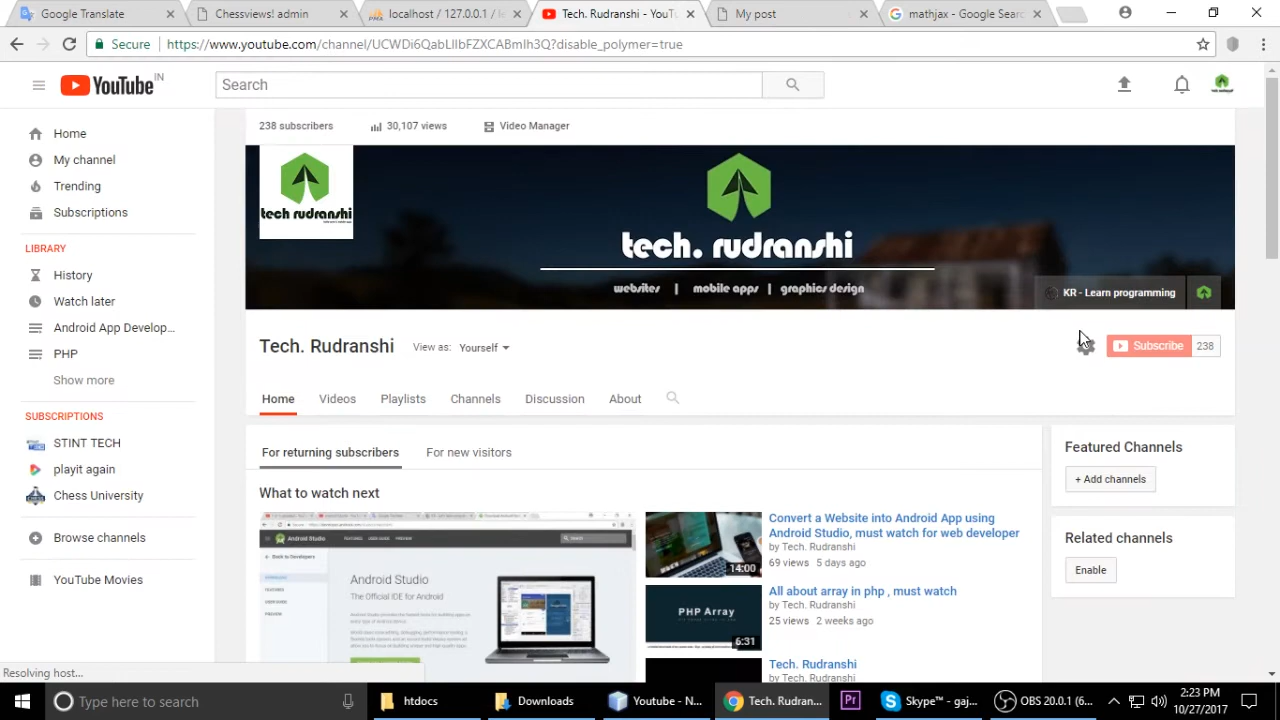 Google Translate
Chessviews admin
localhost / 127.0.0.1 / l
Tech. Rudranshi - YouT
My post
mathjax - Google Searc
Secure
https://www.youtube.com/channel/UCWDi6QabLIIbFZXCABmIh3Q?disable_polymer=true
YouTube IN
Search
238 subscribers
30,107 views
Video Manager
Home
My channel
Trending
Subscriptions
LIBRARY
History
Watch later
Android App Develop...
PHP
Show more
SUBSCRIPTIONS
STINT TECH
playit again
Chess University
Browse channels
YouTube Movies
tech rudranshi
tech. rudranshi
websites | mobile apps | graphics design
KR - Learn programming
Tech. Rudranshi
View as: Yourself
Subscribe 238
Home Videos Playlists Channels Discussion About
For returning subscribers
For new visitors
What to watch next
Android Studio
Android Studio
The Official IDE for Android
14:00
Convert a Website into Android App using
Android Studio, must watch for web developer
by Tech. Rudranshi
69 views 5 days ago
PHP Array
6:31
All about array in php , must watch
by Tech. Rudranshi
25 views 2 weeks ago
Tech. Rudranshi
by Tech. Rudranshi
Featured Channels
+ Add channels
Related channels
Enable
Resolving host...
Type here to search
htdocs
Downloads
Youtube - N...
Tech. Rudran...
Pr
Skype™ - gaj...
OBS 20.0.1 (6...
2:23 PM
10/27/2017